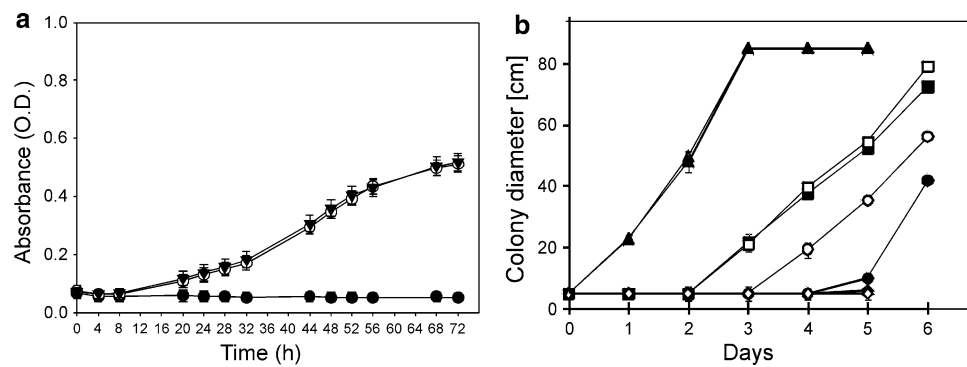 a
1.0
0.8
0.6
0.4
0.2
0.0
Absorbance (O.D.)
0 4 8 12 16 20 24 28 32 36 40 44 48 52 56 60 64 68 72
Time (h)
b
80
60
40
20
0
Colony diameter [cm]
0 1 2 3 4 5 6
Days